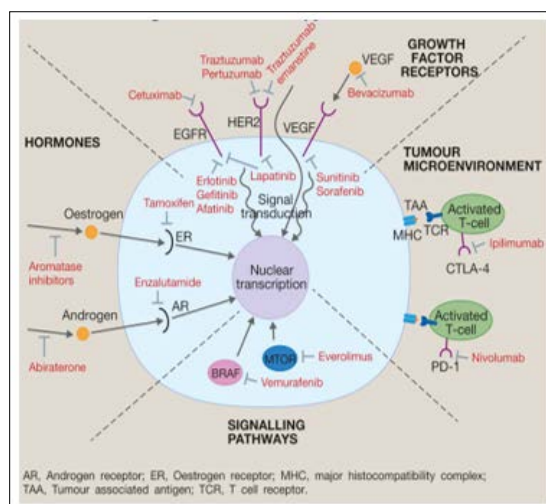 Traztuzumab
Pertuzumab
Traztuzumab
emanstine
VEGF
GROWTH
FACTOR
RECEPTORS
Cetuximab
Bevacizumab
EGFR
HER2
VEGF
HORMONES
TUMOUR
MICROENVIRONMENT
Erlotinib
Gefitinib
Afatinib
Lapatinib
Sunitinib
Sorafenib
Signal
transduction
Tamoxifen
Oestrogen
ER
TAA
MHC
TCR
Activated
T-cell
Ipilimumab
CTLA-4
Aromatase
inhibitors
Enzalutamide
Nuclear
transcription
Androgen
AR
Activated
T-cell
Abiraterone
PD-1
Nivolumab
BRAF
MTOR
Everolimus
Vemurafenib
SIGNALLING
PATHWAYS
AR, Androgen receptor; ER, Oestrogen receptor; MHC, major histocompatibility complex;
TAA, Tumour associated antigen; TCR, T cell receptor.